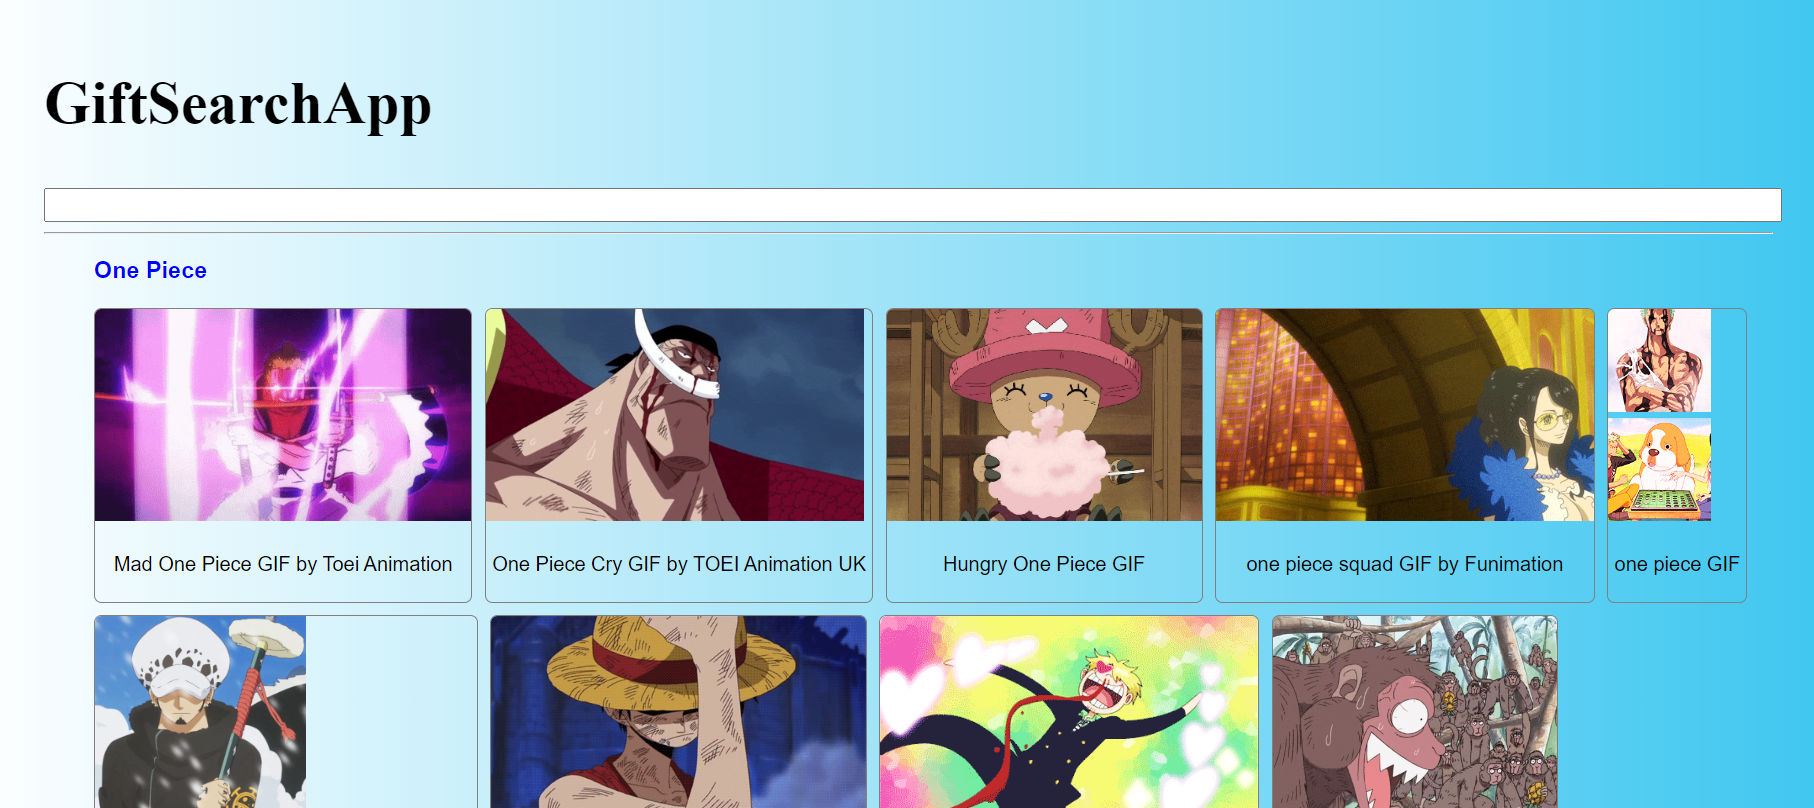 GiftSearchApp
One Piece
Mad One Piece GIF by Toei Animation
One Piece Cry GIF by TOEI Animation UK
Hungry One Piece GIF
one piece squad GIF by Funimation
one piece GIF